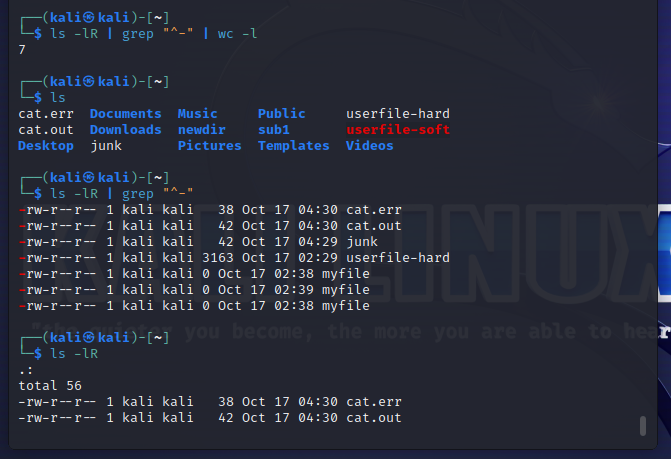 ┌──(kali㉿kali)-[~]
└─$ ls -lR | grep "^-" | wc -l
7
┌──(kali㉿kali)-[~]
└─$ ls
cat.err  Documents  Music     Public     userfile-hard
cat.out  Downloads  newdir    sub1       userfile-soft
Desktop  junk       Pictures  Templates  Videos
┌──(kali㉿kali)-[~]
└─$ ls -lR | grep "^-"
-rw-r--r-- 1 kali kali   38 Oct 17 04:30 cat.err
-rw-r--r-- 1 kali kali   42 Oct 17 04:30 cat.out
-rw-r--r-- 1 kali kali   42 Oct 17 04:29 junk
-rw-r--r-- 1 kali kali 3163 Oct 17 02:29 userfile-hard
-rw-r--r-- 1 kali kali 0 Oct 17 02:38 myfile
-rw-r--r-- 1 kali kali 0 Oct 17 02:39 myfile
-rw-r--r-- 1 kali kali 0 Oct 17 02:38 myfile
LINUX
"the quieter you become, the more you are able to hear
┌──(kali㉿kali)-[~]
└─$ ls -lR
.:
total 56
-rw-r--r-- 1 kali kali   38 Oct 17 04:30 cat.err
-rw-r--r-- 1 kali kali   42 Oct 17 04:30 cat.out